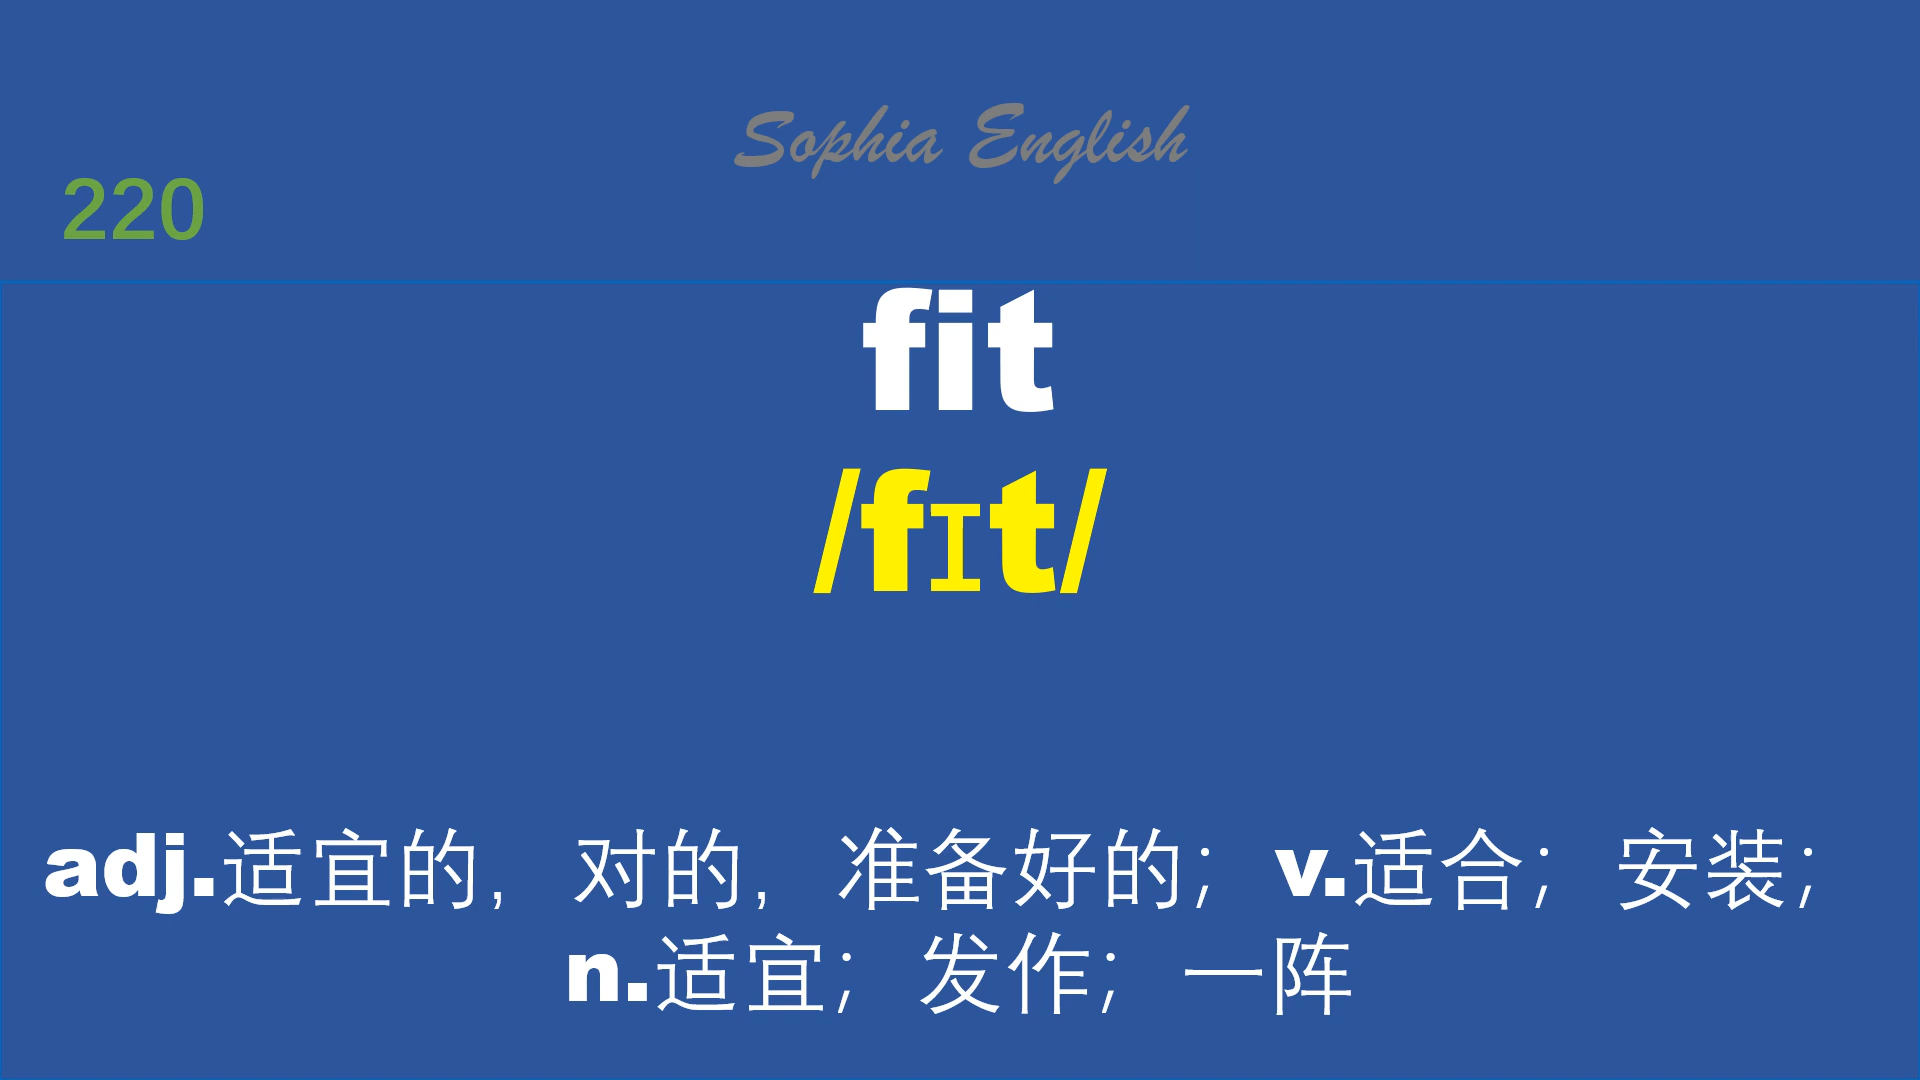 Sophia English
220
fit
/fɪt/
adj.适宜的，对的，准备好的；v.适合；安装；
n.适宜；发作；一阵